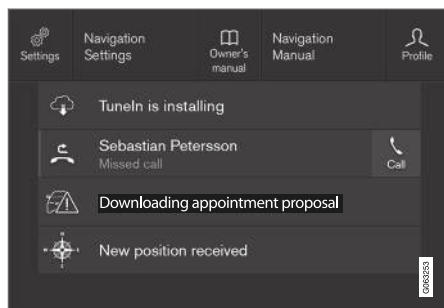 Settings
Navigation
Settings
Owner's
manual
Navigation
Manual
Profile
TuneIn is installing
Sebastian Petersson
Missed call
Call
Downloading appointment proposal
New position received
G063253